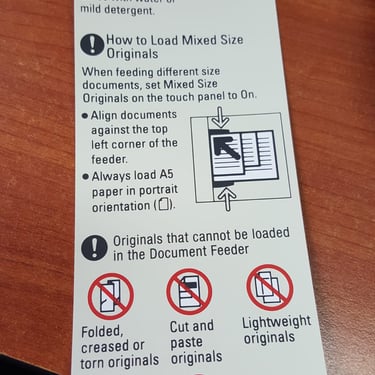 mild detergent.
How to Load Mixed Size
Originals
When feeding different size
documents, set Mixed Size
Originals on the touch panel to On.
• Align documents
against the top
left corner of the
feeder.
• Always load A5
paper in portrait
orientation ( ).
Originals that cannot be loaded
in the Document Feeder
Folded,
creased or
torn originals
Cut and
paste
originals
Lightweight
originals